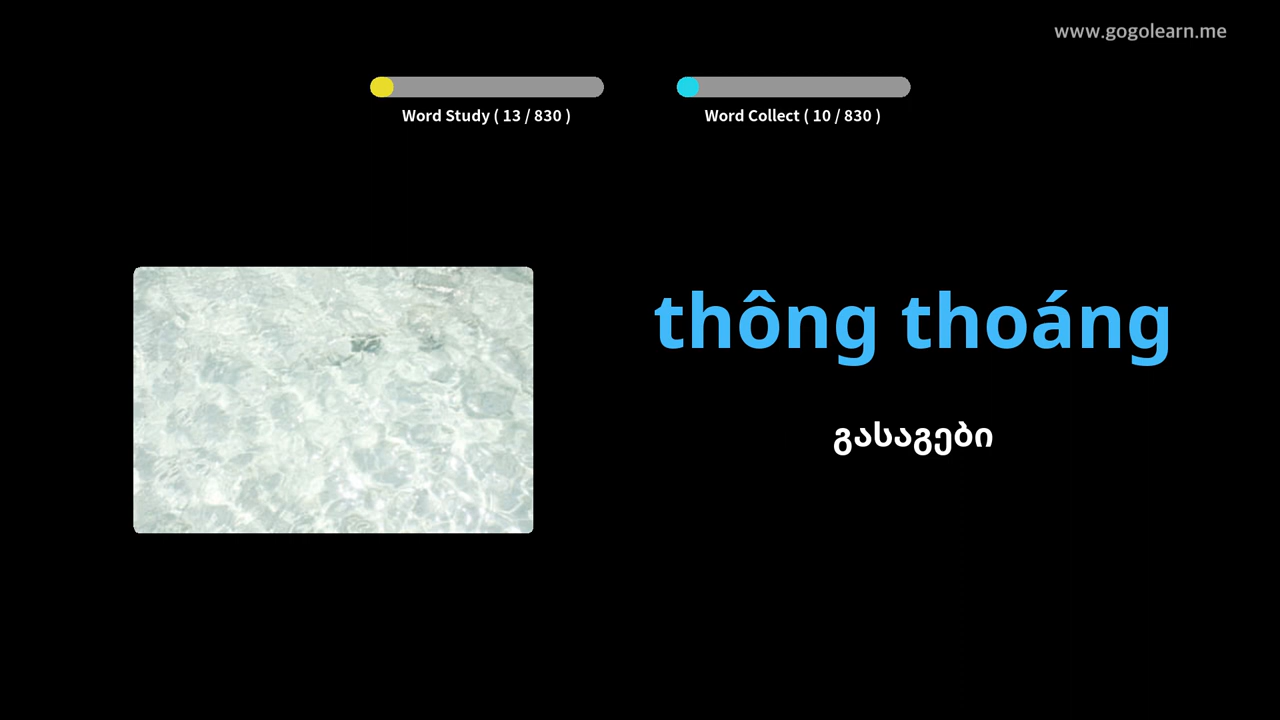 www.gogolearn.me
Word Study ( 13 / 830 )
Word Collect ( 10 / 830 )
thông thoáng
გასაგები